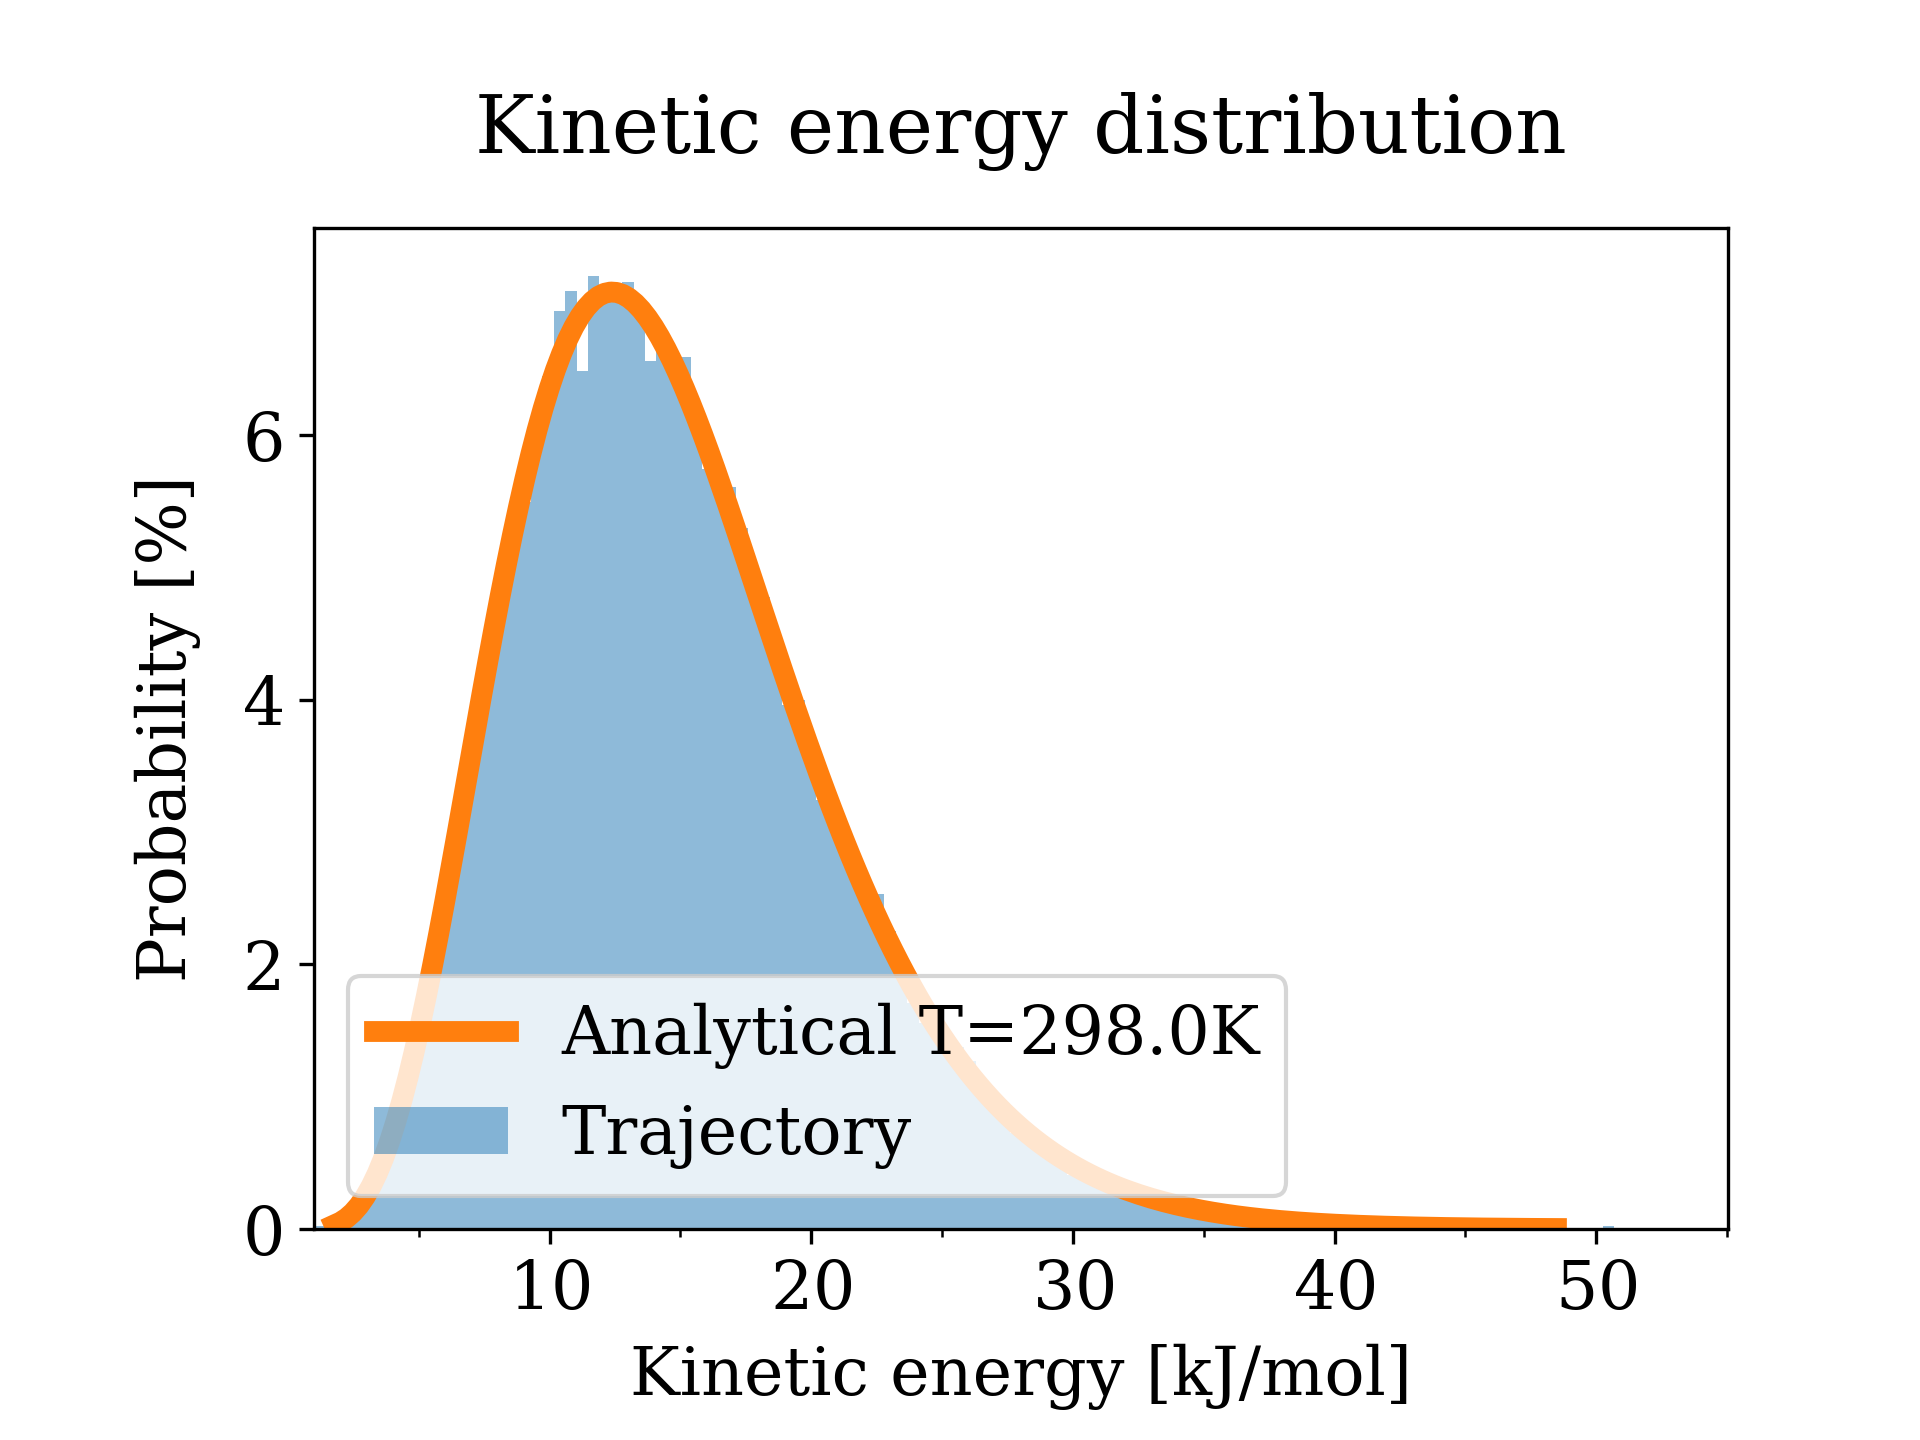 Kinetic energy distribution
Probability [%]
6
4
2
0
Analytical T=298.0K
Trajectory
10 20 30 40 50
Kinetic energy [kJ/mol]